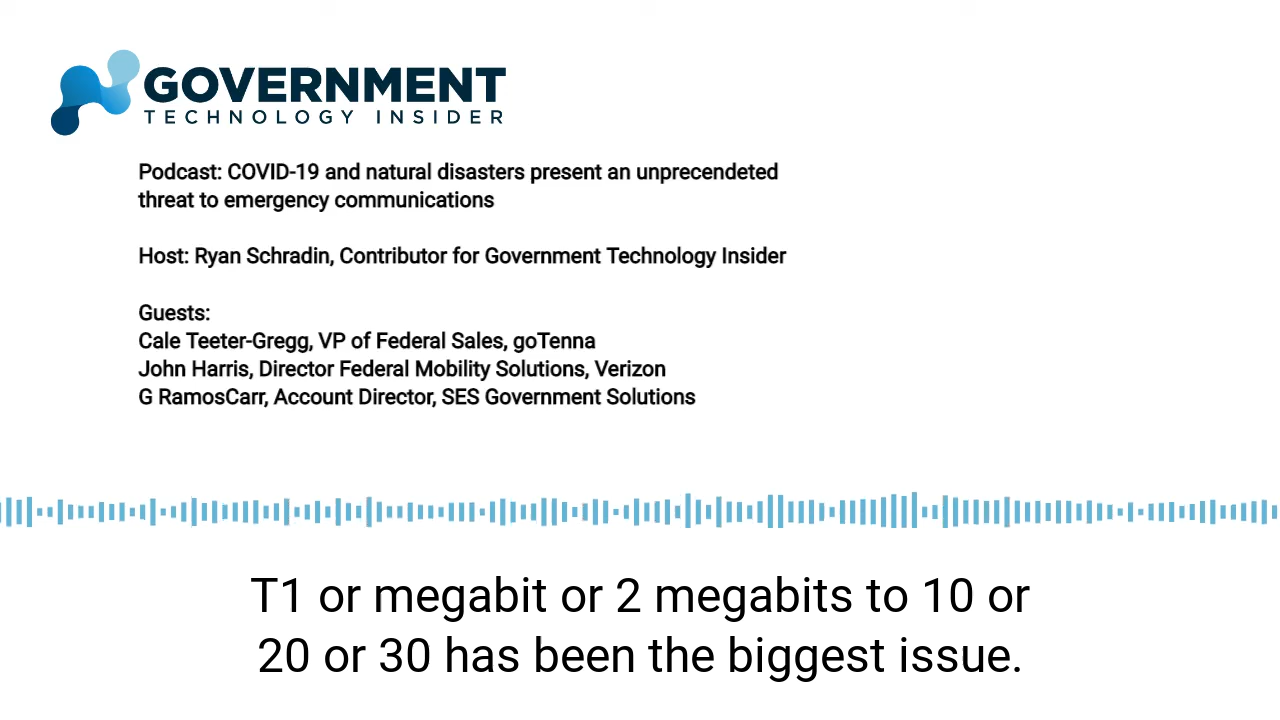 GOVERNMENT
TECHNOLOGY INSIDER
Podcast: COVID-19 and natural disasters present an unprecendeted
threat to emergency communications
Host: Ryan Schradin, Contributor for Government Technology Insider
Guests:
Cale Teeter-Gregg, VP of Federal Sales, goTenna
John Harris, Director Federal Mobility Solutions, Verizon
G RamosCarr, Account Director, SES Government Solutions
T1 or megabit or 2 megabits to 10 or
20 or 30 has been the biggest issue.